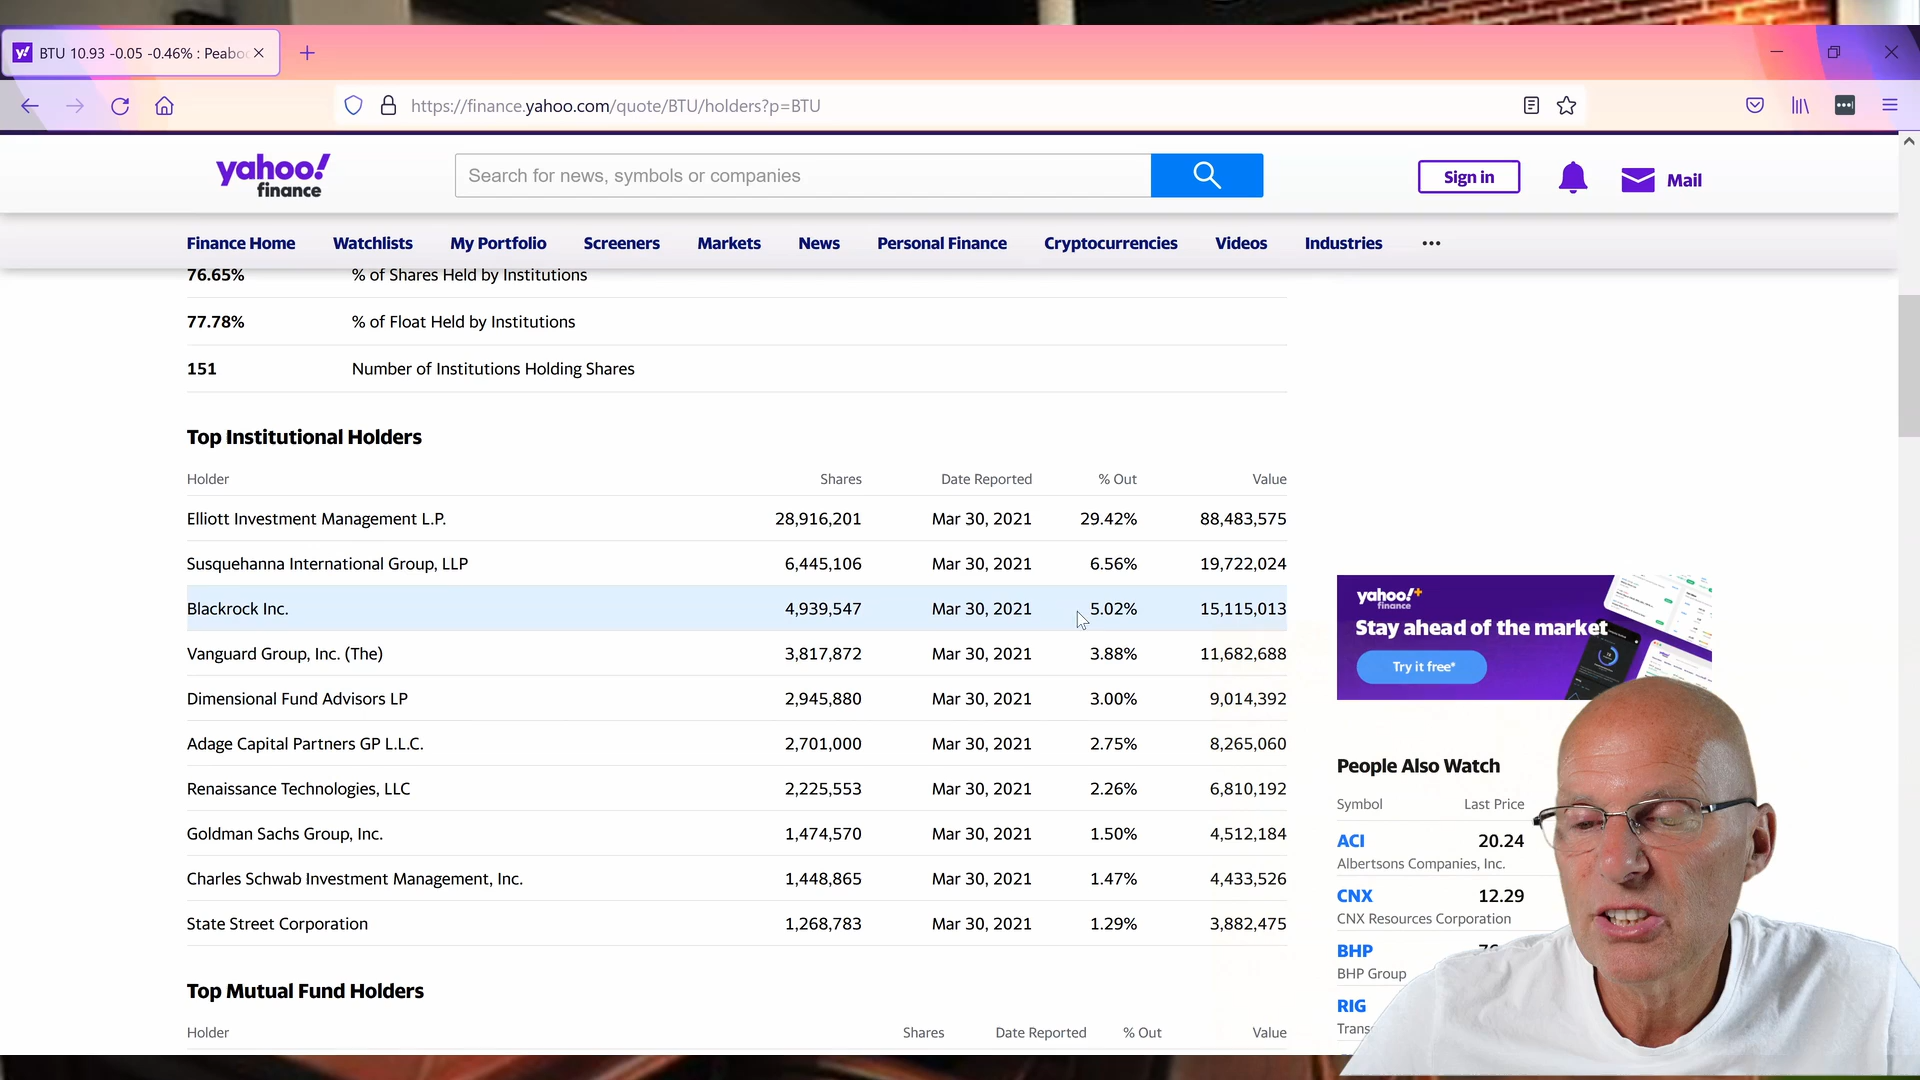 BTU 10.93 -0.05 -0.46% : Peaboc
https://finance.yahoo.com/quote/BTU/holders?p=BTU
yahoo!
finance
Search for news, symbols or companies
Sign in
Mail
Finance Home Watchlists My Portfolio Screeners Markets News Personal Finance Cryptocurrencies Videos Industries •••
76.65% % of Shares Held by Institutions
77.78% % of Float Held by Institutions
151 Number of Institutions Holding Shares
Top Institutional Holders
Holder Shares Date Reported % Out Value
Elliott Investment Management L.P. 28,916,201 Mar 30, 2021 29.42% 88,483,575
Susquehanna International Group, LLP 6,445,106 Mar 30, 2021 6.56% 19,722,024
Blackrock Inc. 4,939,547 Mar 30, 2021 5.02% 15,115,013
Vanguard Group, Inc. (The) 3,817,872 Mar 30, 2021 3.88% 11,682,688
Dimensional Fund Advisors LP 2,945,880 Mar 30, 2021 3.00% 9,014,392
Adage Capital Partners GP L.L.C. 2,701,000 Mar 30, 2021 2.75% 8,265,060
Renaissance Technologies, LLC 2,225,553 Mar 30, 2021 2.26% 6,810,192
Goldman Sachs Group, Inc. 1,474,570 Mar 30, 2021 1.50% 4,512,184
Charles Schwab Investment Management, Inc. 1,448,865 Mar 30, 2021 1.47% 4,433,526
State Street Corporation 1,268,783 Mar 30, 2021 1.29% 3,882,475
Top Mutual Fund Holders
Holder Shares Date Reported % Out Value
yahoo!+
finance
Stay ahead of the market
Try it free*
People Also Watch
Symbol Last Price
ACI 20.24
Albertsons Companies, Inc.
CNX 12.29
CNX Resources Corporation
BHP
BHP Group
RIG
Trans